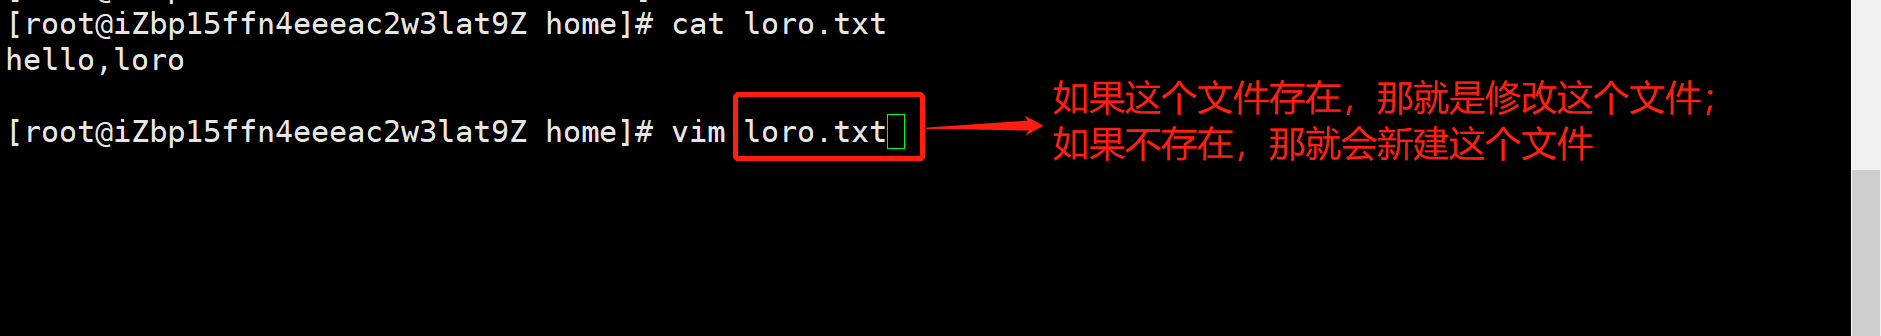 [root@iZbp15ffn4eeeac2w3lat9Z home]# cat loro.txt
hello,loro
[root@iZbp15ffn4eeeac2w3lat9Z home]# vim loro.txt
如果这个文件存在，那就是修改这个文件；
如果不存在，那就会新建这个文件